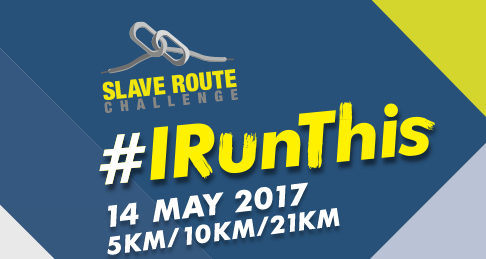 SLAVE ROUTE
CHALLENGE
#IRunThis
14 MAY 2017
5KM/10KM/21KM